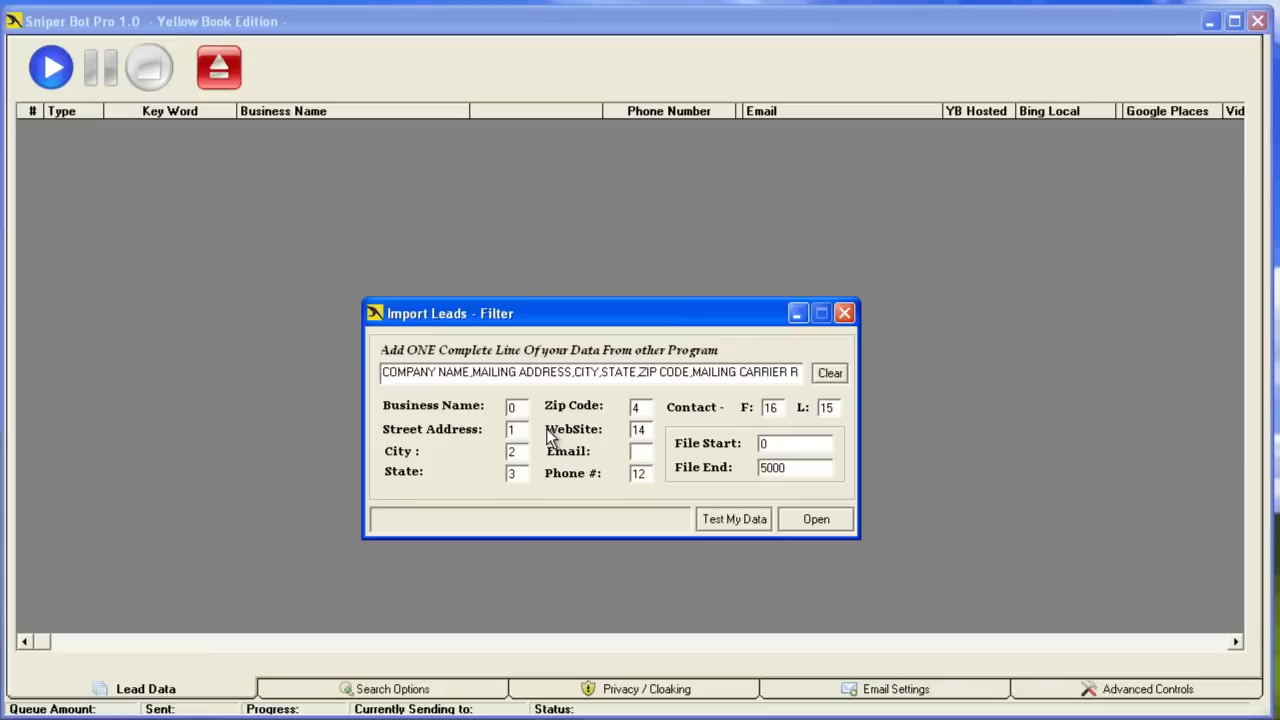 Sniper Bot Pro 1.0 - Yellow Book Edition -
# Type Key Word Business Name Phone Number Email YB Hosted Bing Local Google Places Vid
Import Leads - Filter
Add ONE Complete Line Of your Data From other Program
COMPANY NAME,MAILING ADDRESS,CITY,STATE,ZIP CODE,MAILING CARRIER R Clear
Business Name: 0 Zip Code: 4 Contact - F: 16 L: 15
Street Address: 1 WebSite: 14 File Start: 0
City : 2 Email:
State: 3 Phone #: 12 File End: 5000
Test My Data Open
Lead Data Search Options Privacy / Cloaking Email Settings Advanced Controls
Queue Amount: Sent: Progress: Currently Sending to: Status: